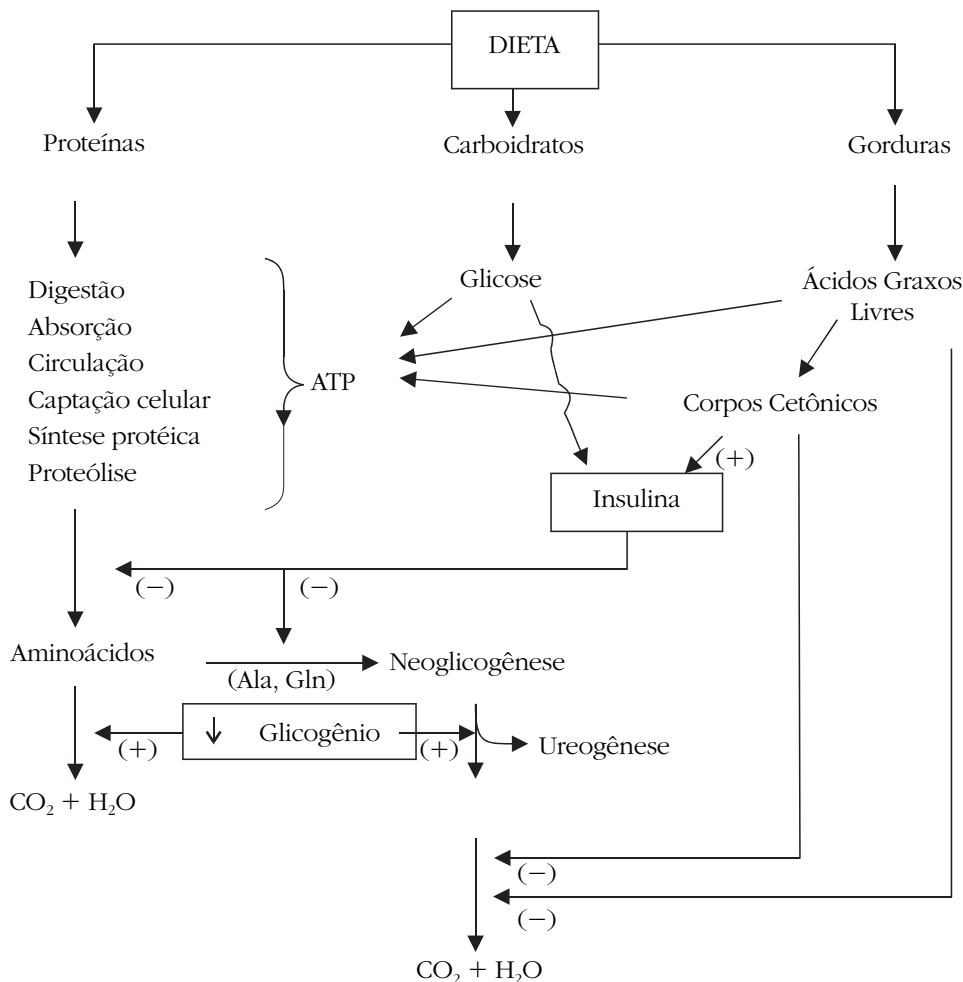 DIETA
Proteínas
Carboidratos
Gorduras
Glicose
Ácidos Graxos
Livres
Digestão
Absorção
Circulação
Captação celular
Síntese protéica
Proteólise
ATP
Corpos Cetônicos
(+)
Insulina
(−)
(−)
Aminoácidos
(Ala, Gln)
Neoglicogênese
Glicogênio
(+)
(+)
Ureogênese
CO₂ + H₂O
(−)
(−)
CO₂ + H₂O